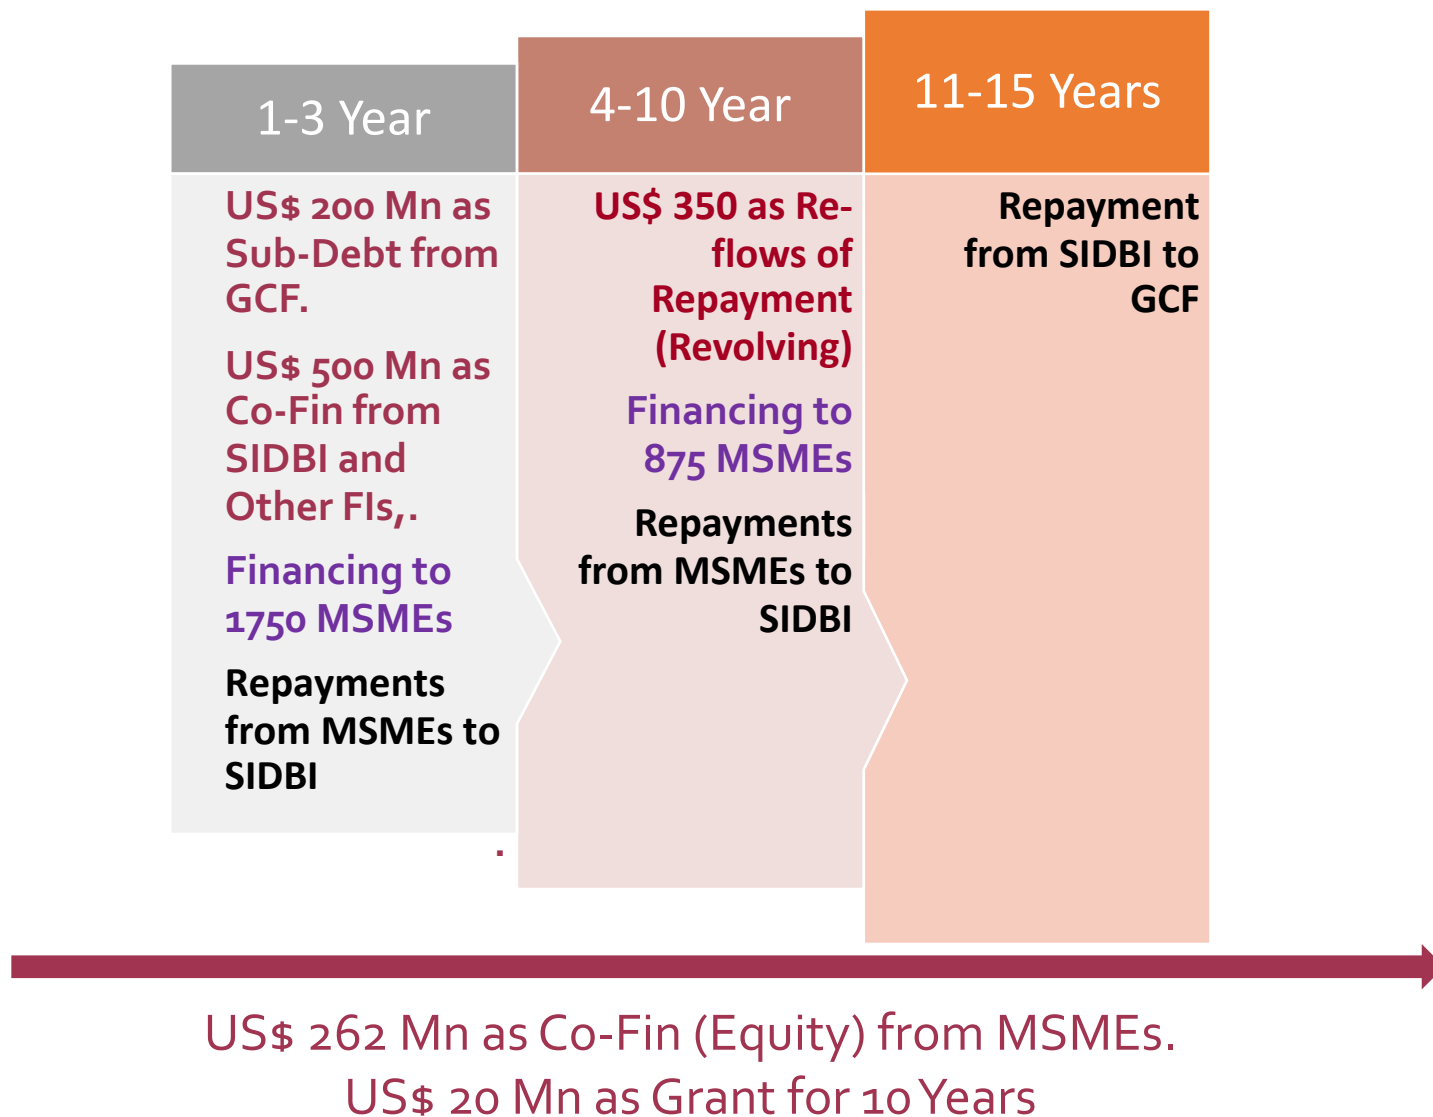 1-3 Year
US$ 200 Mn as
Sub-Debt from
GCF.
US$ 500 Mn as
Co-Fin from
SIDBI and
Other FIs,.
Financing to
1750 MSMEs
Repayments
from MSMEs to
SIDBI
.
4-10 Year
US$ 350 as Re-
flows of
Repayment
(Revolving)
Financing to
875 MSMEs
Repayments
from MSMEs to
SIDBI
11-15 Years
Repayment
from SIDBI to
GCF
US$ 262 Mn as Co-Fin (Equity) from MSMEs.
US$ 20 Mn as Grant for 10 Years